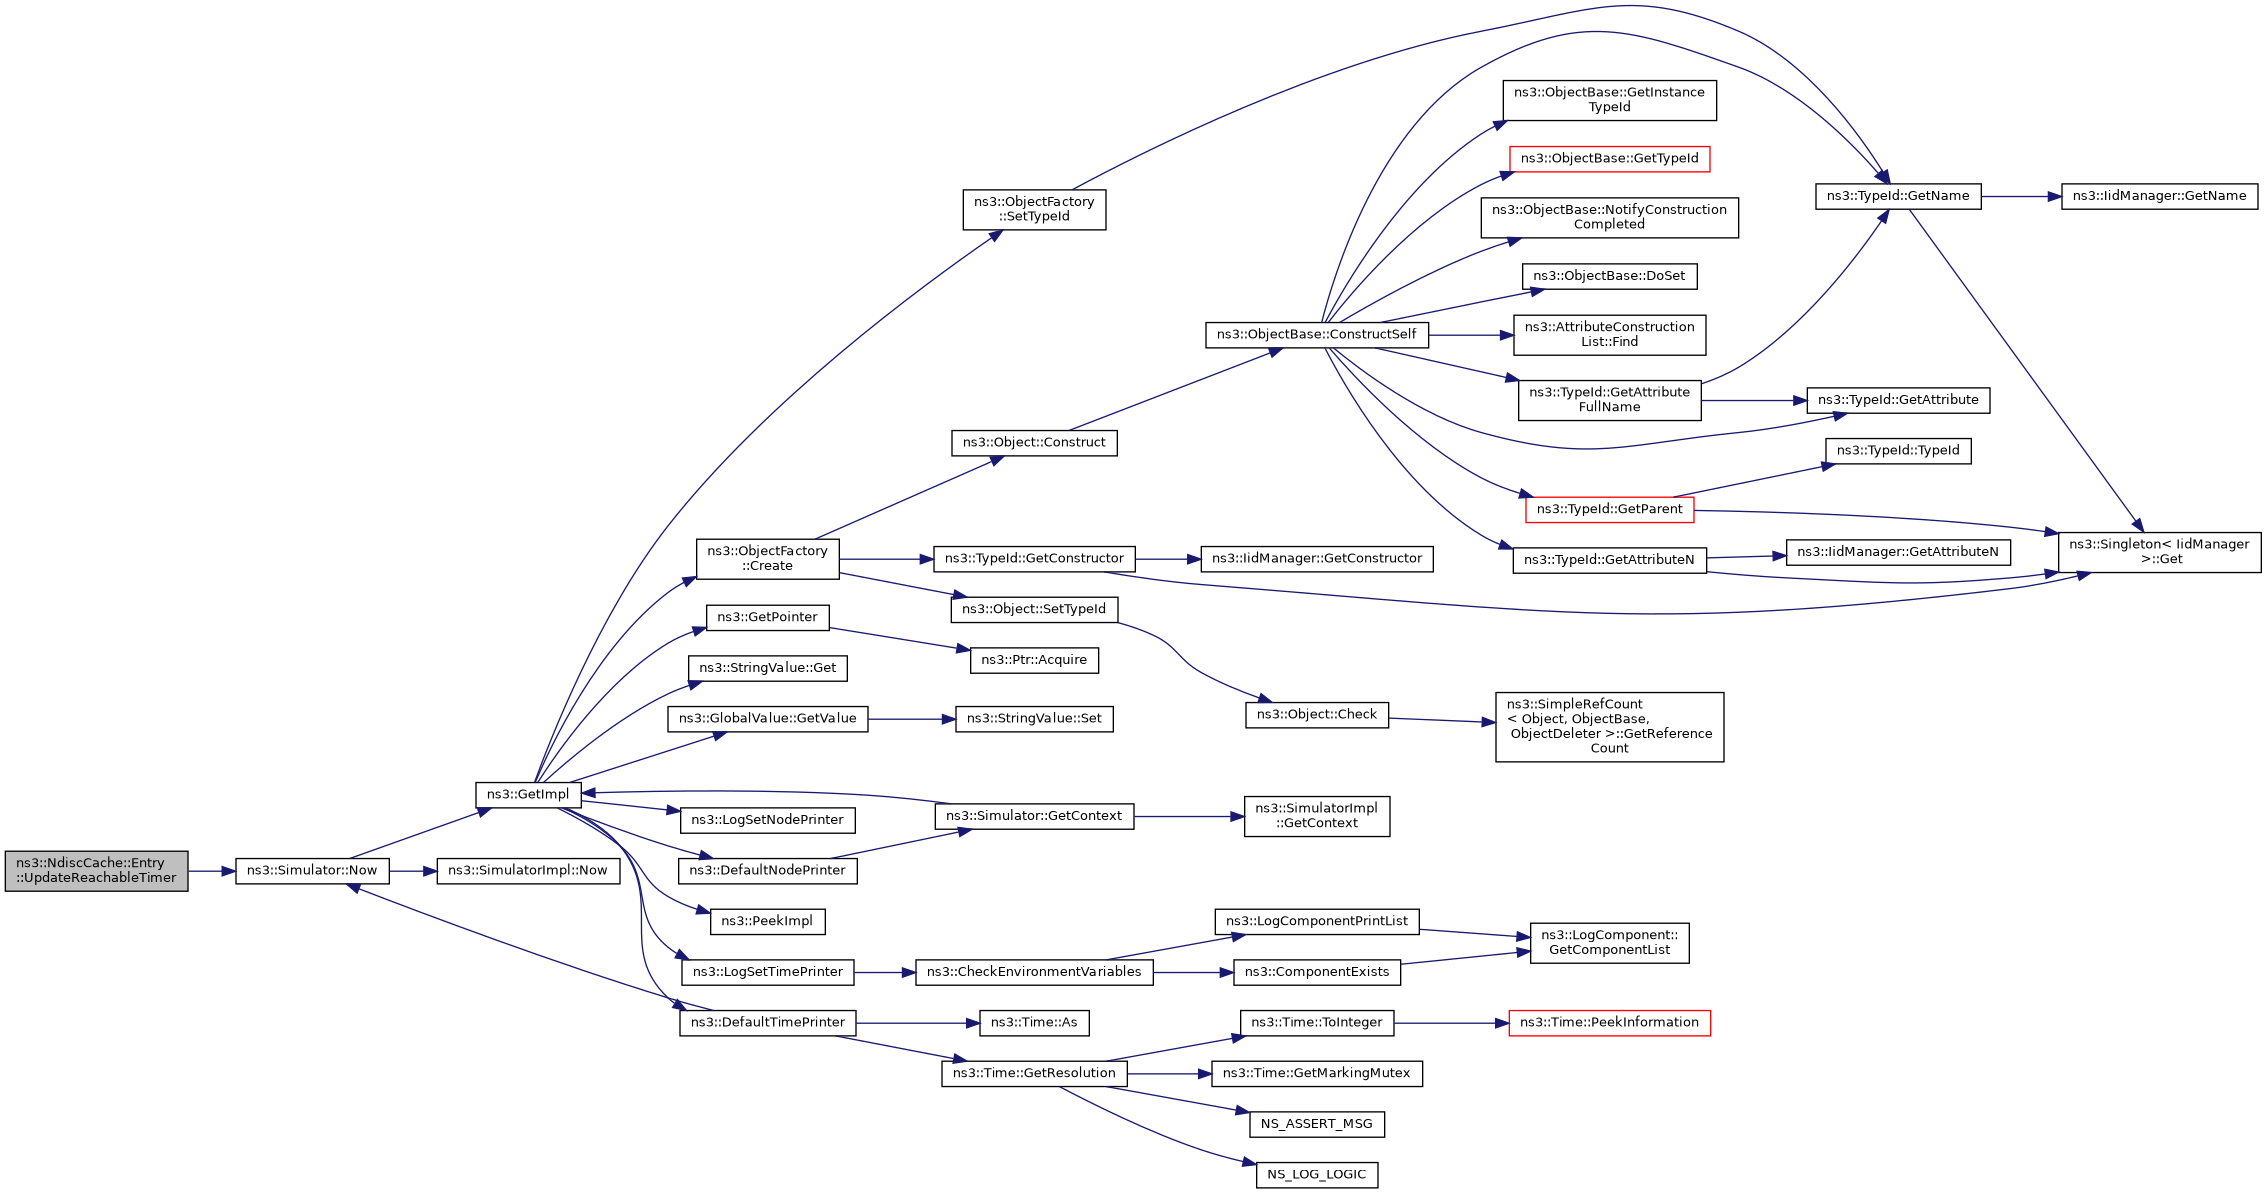 ns3::NdiscCache::Entry
::UpdateReachableTimer
ns3::Simulator::Now
ns3::GetImpl
ns3::SimulatorImpl::Now
ns3::ObjectFactory
::SetTypeId
ns3::ObjectFactory
::Create
ns3::GetPointer
ns3::StringValue::Get
ns3::GlobalValue::GetValue
ns3::LogSetNodePrinter
ns3::DefaultNodePrinter
ns3::PeekImpl
ns3::LogSetTimePrinter
ns3::DefaultTimePrinter
ns3::Object::Construct
ns3::TypeId::GetConstructor
ns3::Object::SetTypeId
ns3::Ptr::Acquire
ns3::StringValue::Set
ns3::Simulator::GetContext
ns3::CheckEnvironmentVariables
ns3::Time::As
ns3::Time::GetResolution
ns3::ObjectBase::ConstructSelf
ns3::IidManager::GetConstructor
ns3::Object::Check
ns3::SimulatorImpl
::GetContext
ns3::LogComponentPrintList
ns3::ComponentExists
ns3::Time::ToInteger
ns3::Time::GetMarkingMutex
NS_ASSERT_MSG
NS_LOG_LOGIC
ns3::ObjectBase::GetInstance
TypeId
ns3::ObjectBase::GetTypeId
ns3::ObjectBase::NotifyConstruction
Completed
ns3::ObjectBase::DoSet
ns3::AttributeConstruction
List::Find
ns3::TypeId::GetAttribute
FullName
ns3::TypeId::GetParent
ns3::TypeId::GetAttributeN
ns3::SimpleRefCount
< Object, ObjectBase,
ObjectDeleter >::GetReference
Count
ns3::LogComponent::
GetComponentList
ns3::Time::PeekInformation
ns3::TypeId::GetName
ns3::TypeId::GetAttribute
ns3::TypeId::TypeId
ns3::IidManager::GetAttributeN
ns3::IidManager::GetName
ns3::Singleton< IidManager
>::Get